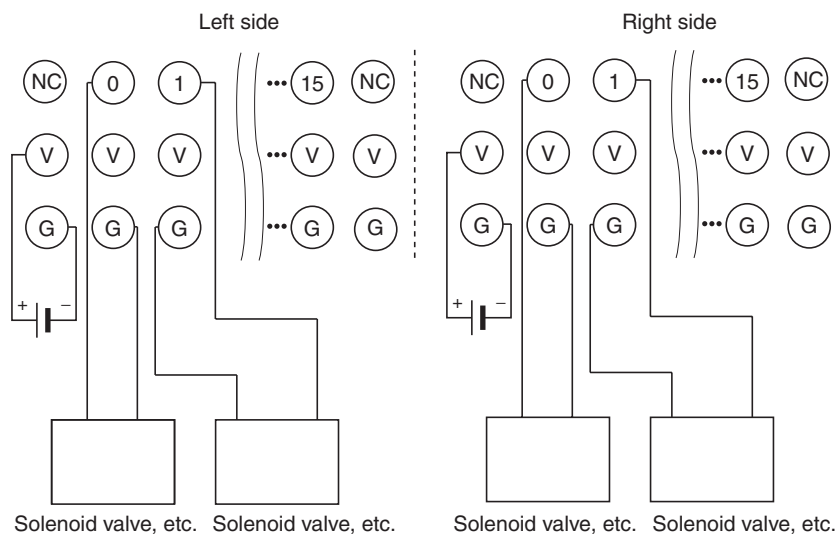 Left side Right side
NC 0 1 ••• 15 NC NC 0 1 ••• 15 NC
V V V ••• V V V V V ••• V V
G G G ••• G G G G G ••• G G
+ − + −
Solenoid valve, etc. Solenoid valve, etc. Solenoid valve, etc. Solenoid valve, etc.